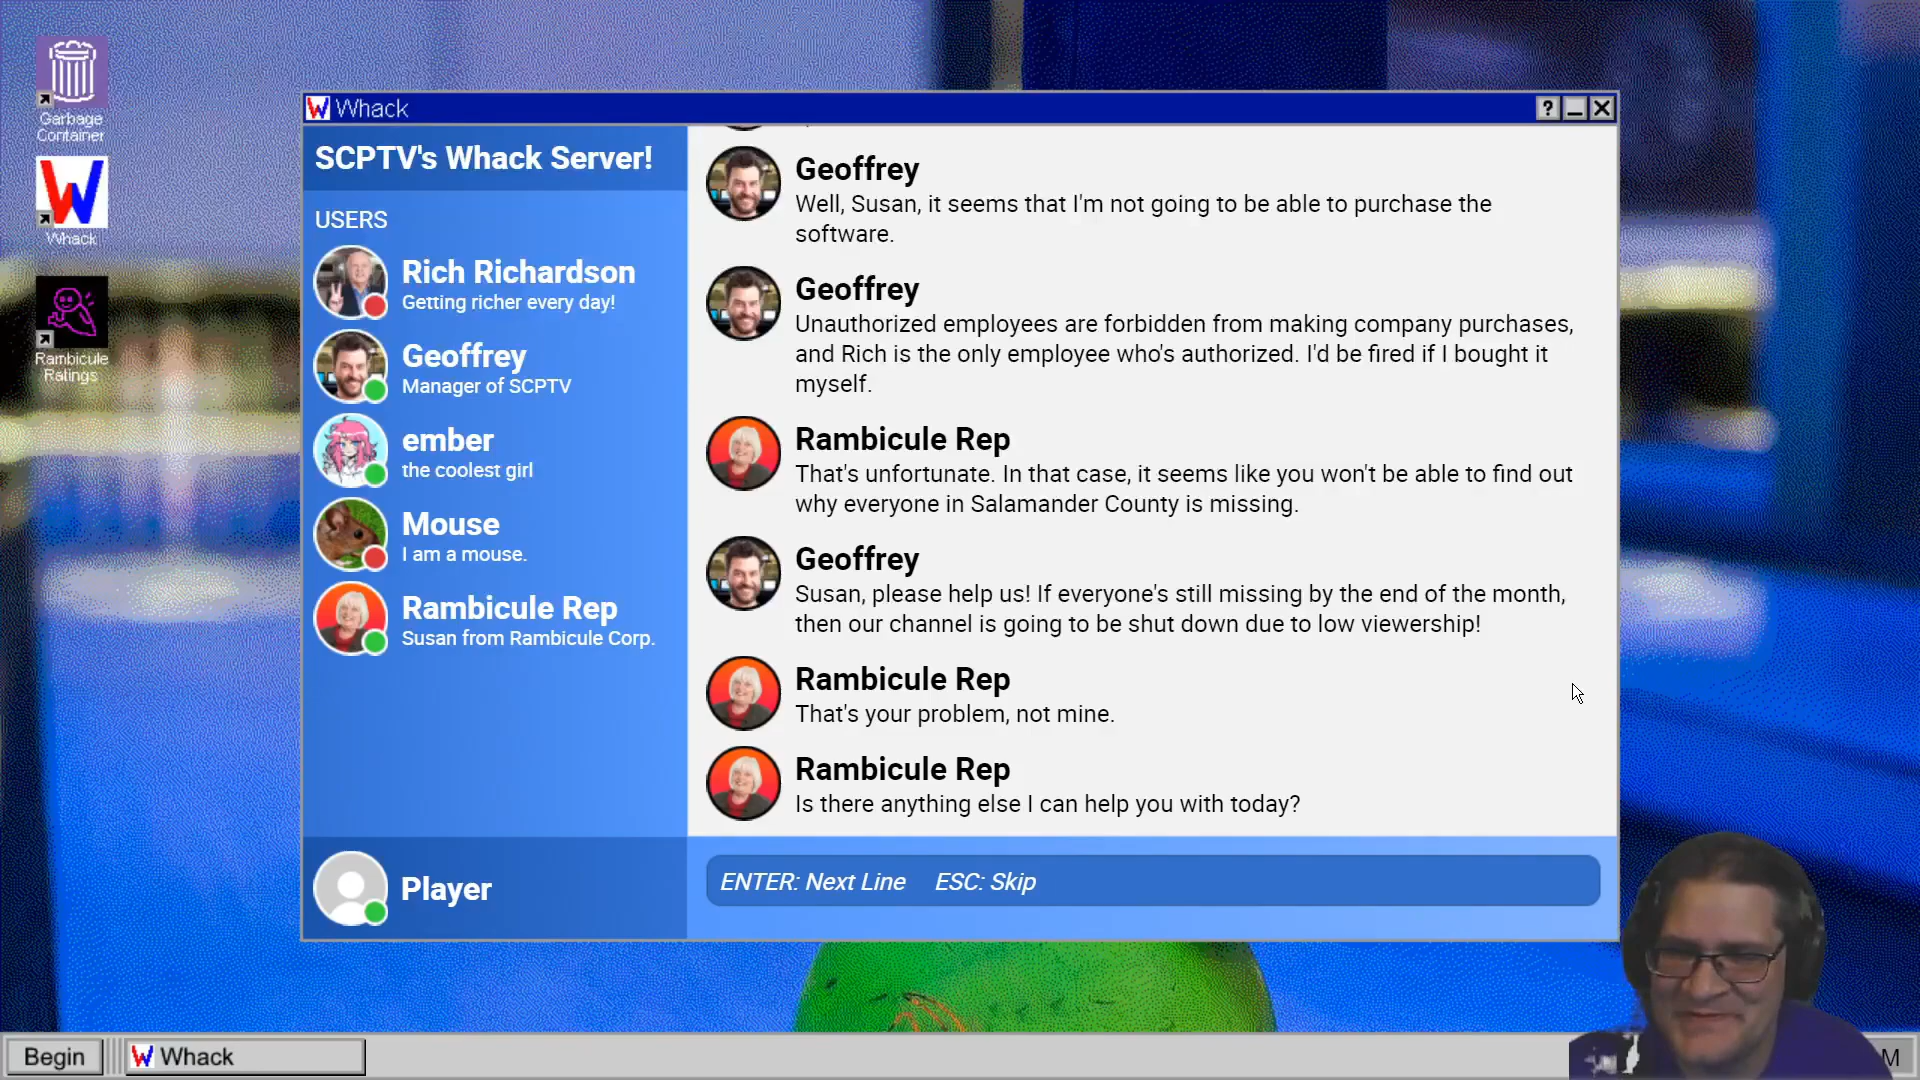 Garbage
Container
Whack
Rambicule
Ratings
Whack
?
SCPTV's Whack Server!
USERS
Rich Richardson
Getting richer every day!
Geoffrey
Manager of SCPTV
ember
the coolest girl
Mouse
I am a mouse.
Rambicule Rep
Susan from Rambicule Corp.
Player
Geoffrey
Well, Susan, it seems that I'm not going to be able to purchase the
software.
Geoffrey
Unauthorized employees are forbidden from making company purchases,
and Rich is the only employee who's authorized. I'd be fired if I bought it
myself.
Rambicule Rep
That's unfortunate. In that case, it seems like you won't be able to find out
why everyone in Salamander County is missing.
Geoffrey
Susan, please help us! If everyone's still missing by the end of the month,
then our channel is going to be shut down due to low viewership!
Rambicule Rep
That's your problem, not mine.
Rambicule Rep
Is there anything else I can help you with today?
ENTER: Next Line ESC: Skip
Begin
Whack